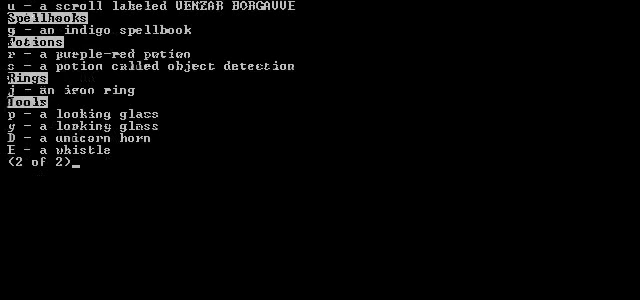 u - a scroll labeled VENZAR BORGAVVE
Spellbooks
g - an indigo spellbook
Potions
r - a purple-red potion
s - a potion called object detection
Rings
j - an iron ring
Tools
p - a looking glass
y - a looking glass
D - a unicorn horn
E - a whistle
(2 of 2)